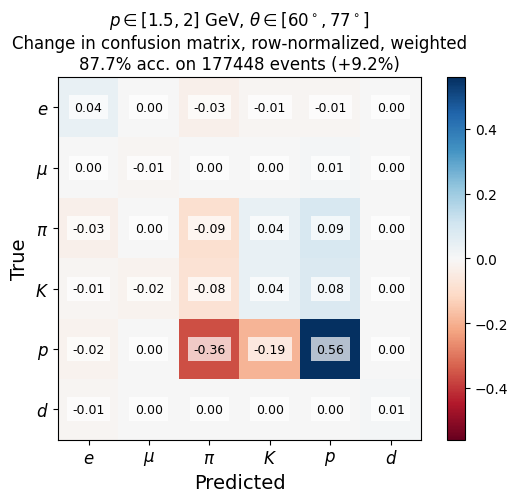 p ∈ [1.5, 2] GeV, θ ∈ [60°, 77°]
Change in confusion matrix, row-normalized, weighted
87.7% acc. on 177448 events (+9.2%)
e 0.04 0.00 -0.03 -0.01 -0.01 0.00
μ 0.00 -0.01 0.00 0.00 0.01 0.00
π -0.03 0.00 -0.09 0.04 0.09 0.00
K -0.01 -0.02 -0.08 0.04 0.08 0.00
p -0.02 0.00 -0.36 -0.19 0.56 0.00
d -0.01 0.00 0.00 0.00 0.00 0.01
e μ π K p d
True
Predicted
0.4
0.2
0.0
−0.2
−0.4